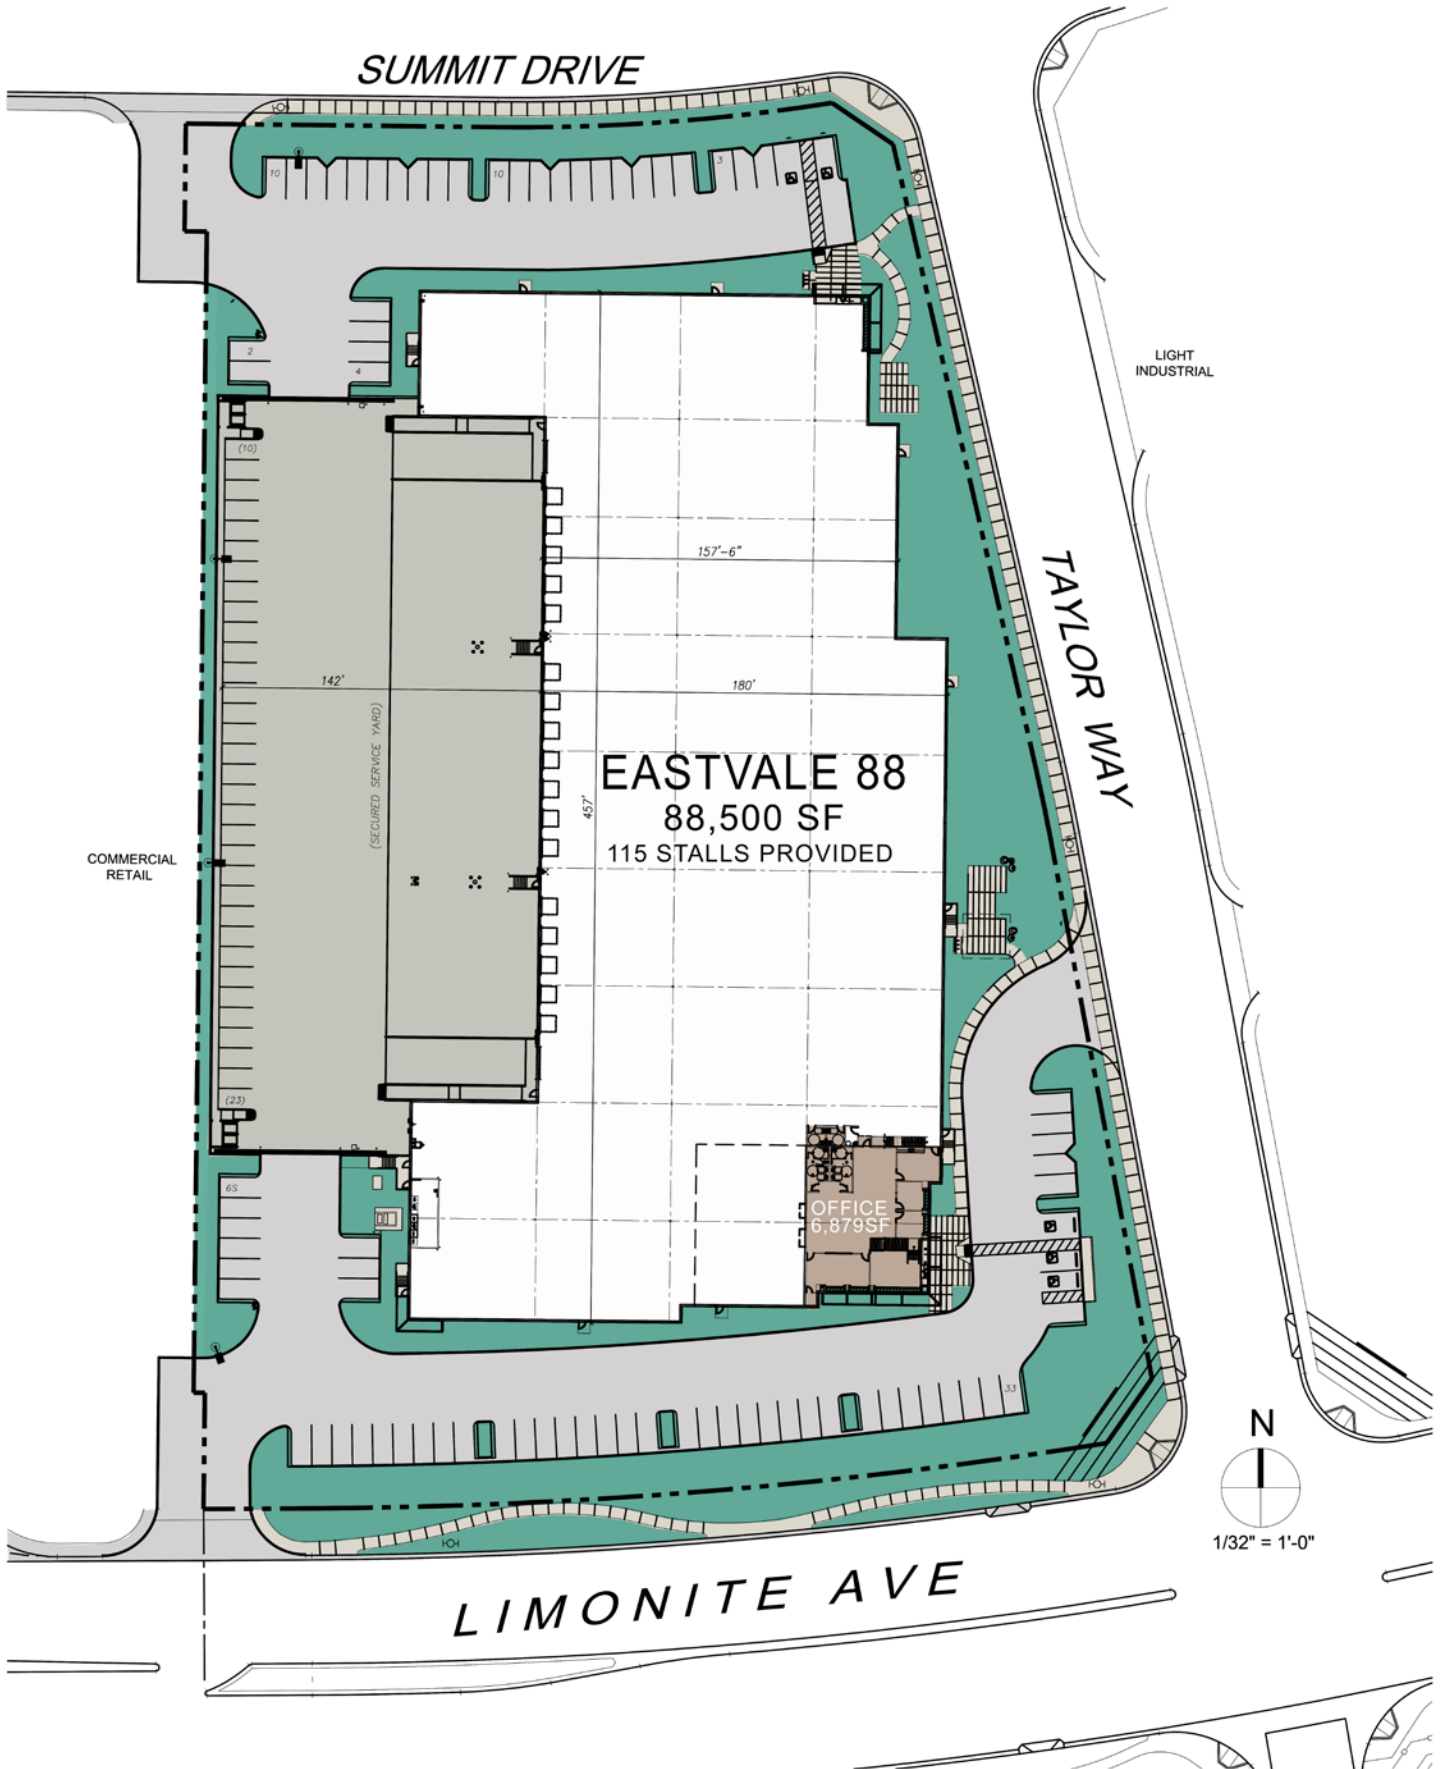 SUMMIT DRIVE
10
10
3
2
4
LIGHT
INDUSTRIAL
(10)
157'-6"
TAYLOR WAY
142'
180'
(SECURED SERVICE YARD)
EASTVALE 88
88,500 SF
115 STALLS PROVIDED
457'
COMMERCIAL
RETAIL
(23)
6S
OFFICE
6,879SF
33
N
1/32" = 1'-0"
LIMONITE AVE